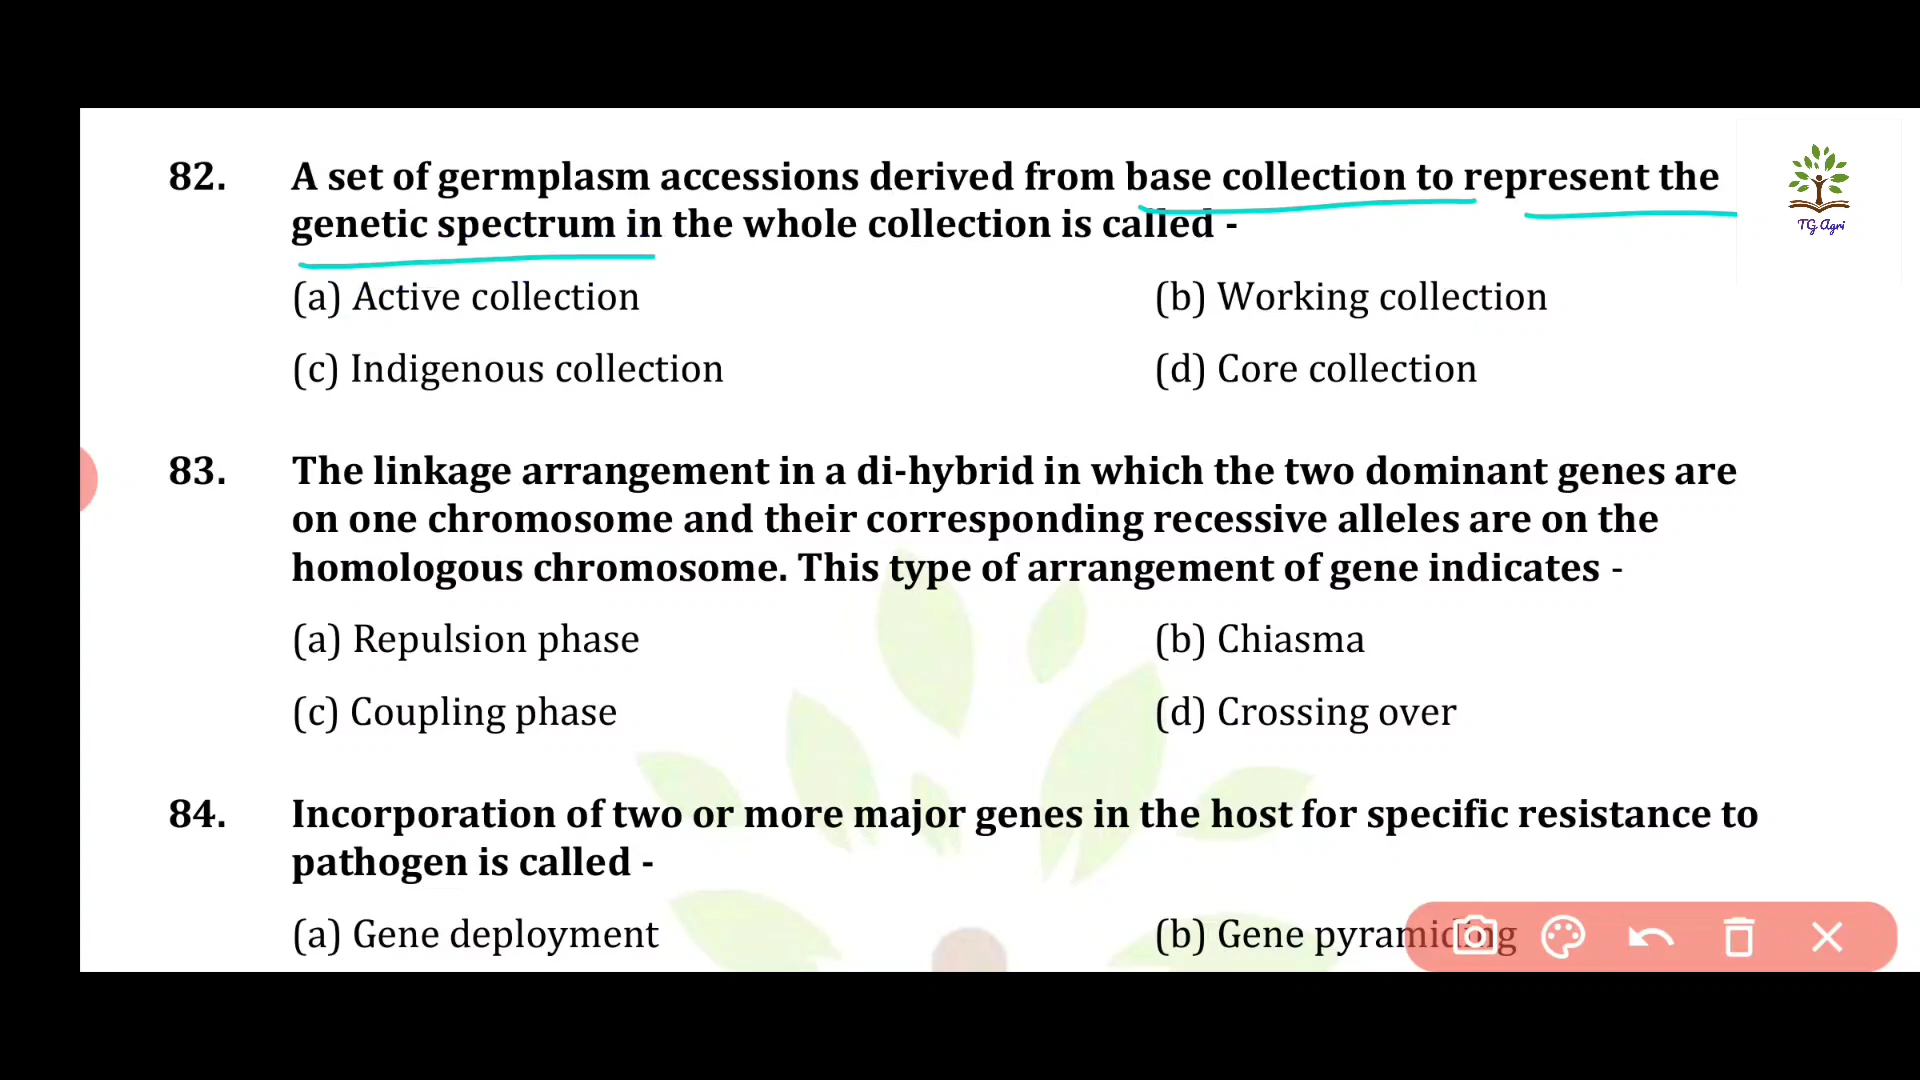 82. A set of germplasm accessions derived from base collection to represent the
genetic spectrum in the whole collection is called -
(a) Active collection (b) Working collection
(c) Indigenous collection (d) Core collection
TG Agri
83. The linkage arrangement in a di-hybrid in which the two dominant genes are
on one chromosome and their corresponding recessive alleles are on the
homologous chromosome. This type of arrangement of gene indicates -
(a) Repulsion phase (b) Chiasma
(c) Coupling phase (d) Crossing over
84. Incorporation of two or more major genes in the host for specific resistance to
pathogen is called -
(a) Gene deployment (b) Gene pyramiding